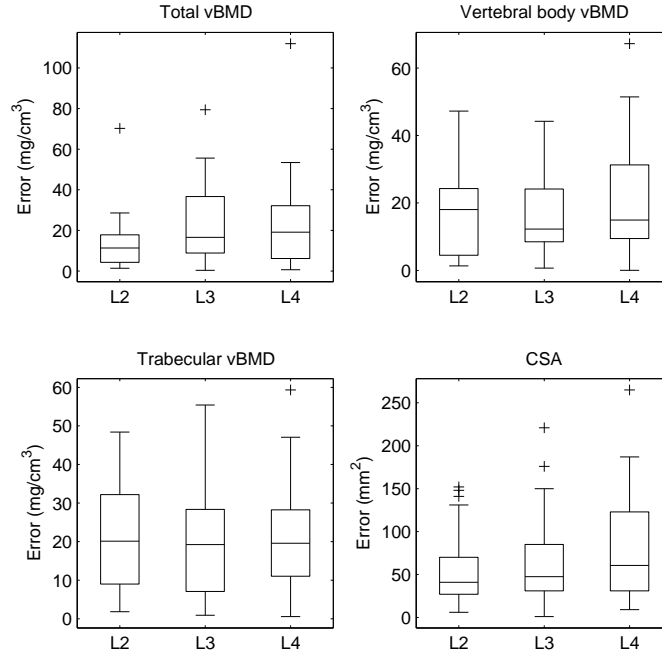 Total vBMD
Error (mg/cm³)
100
80
60
40
20
0
L2 L3 L4
Vertebral body vBMD
Error (mg/cm³)
60
40
20
0
L2 L3 L4
Trabecular vBMD
Error (mg/cm³)
60
50
40
30
20
10
0
L2 L3 L4
CSA
Error (mm²)
250
200
150
100
50
0
L2 L3 L4